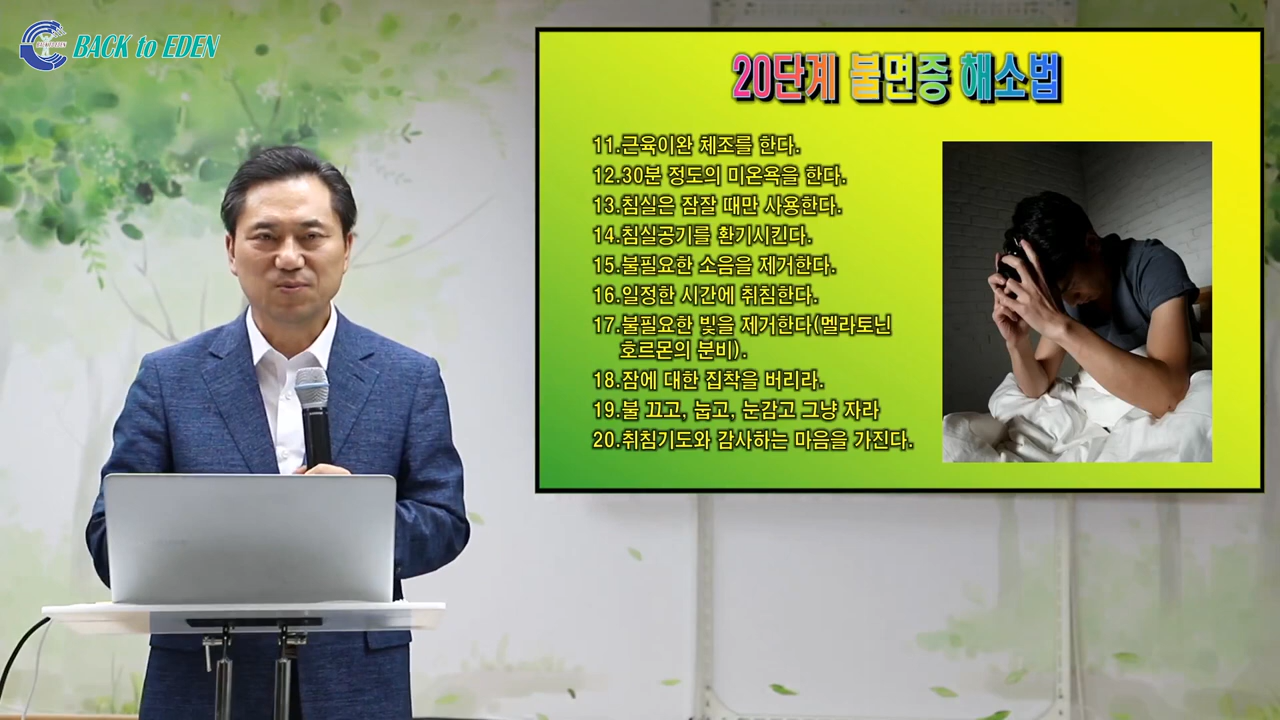 BACK to EDEN
20단계 불면증 해소법
11.근육이완 체조를 한다.
12.30분 정도의 미온욕을 한다.
13.침실은 잠잘 때만 사용한다.
14.침실공기를 환기시킨다.
15.불필요한 소음을 제거한다.
16.일정한 시간에 취침한다.
17.불필요한 빛을 제거한다(멜라토닌
호르몬의 분비).
18.잠에 대한 집착을 버리라.
19.불 끄고, 눕고, 눈감고 그냥 자라
20.취침기도와 감사하는 마음을 가진다.